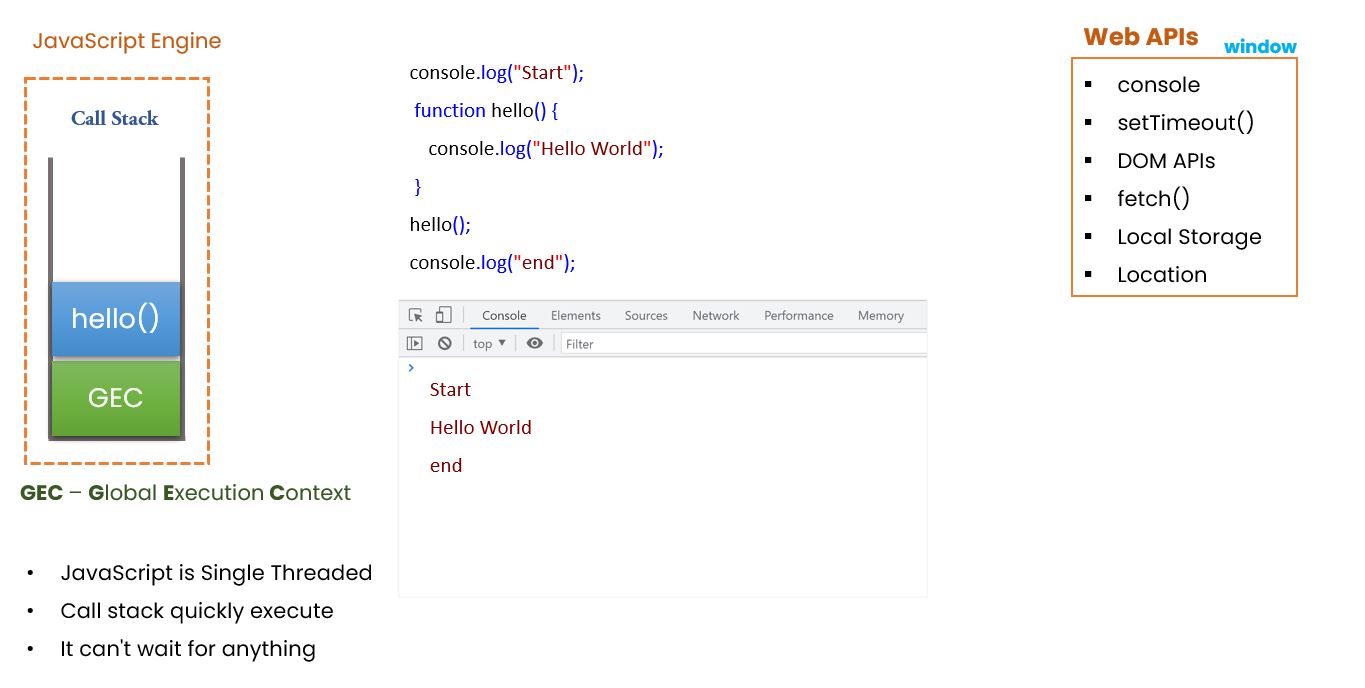 JavaScript Engine
Call Stack
hello()
GEC
GEC – Global Execution Context
• JavaScript is Single Threaded
• Call stack quickly execute
• It can't wait for anything
console.log("Start");
function hello() {
console.log("Hello World");
}
hello();
console.log("end");
Console Elements Sources Network Performance Memory
top ▼ Filter
>
Start
Hello World
end
Web APIs window
▪ console
▪ setTimeout()
▪ DOM APIs
▪ fetch()
▪ Local Storage
▪ Location